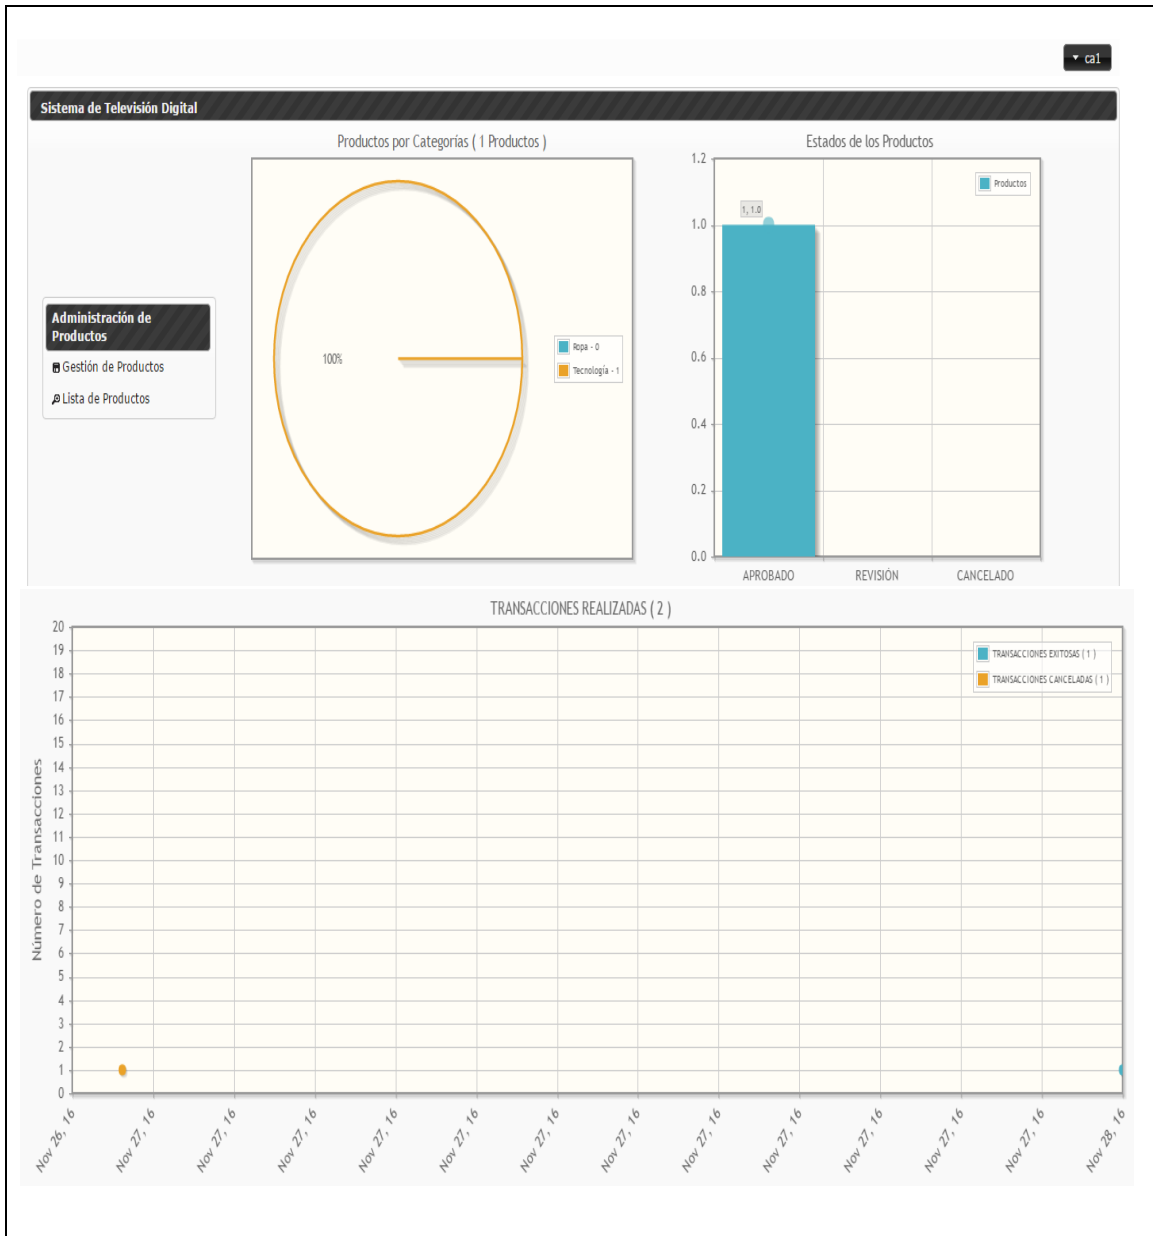 ca1
Sistema de Televisión Digital
Productos por Categorías ( 1 Productos )
100%
Ropa - 0
Tecnología - 1
Estados de los Productos
1.2
1.0
0.8
0.6
0.4
0.2
0.0
Productos
1, 1.0
APROBADO
REVISIÓN
CANCELADO
Administración de
Productos
Gestión de Productos
Lista de Productos
TRANSACCIONES REALIZADAS ( 2 )
TRANSACCIONES EXITOSAS ( 1 )
TRANSACCIONES CANCELADAS ( 1 )
Número de Transacciones
20
19
18
17
16
15
14
13
12
11
10
9
8
7
6
5
4
3
2
1
0
Nov 26, 16
Nov 27, 16
Nov 27, 16
Nov 27, 16
Nov 27, 16
Nov 27, 16
Nov 27, 16
Nov 27, 16
Nov 27, 16
Nov 27, 16
Nov 27, 16
Nov 27, 16
Nov 27, 16
Nov 28, 16